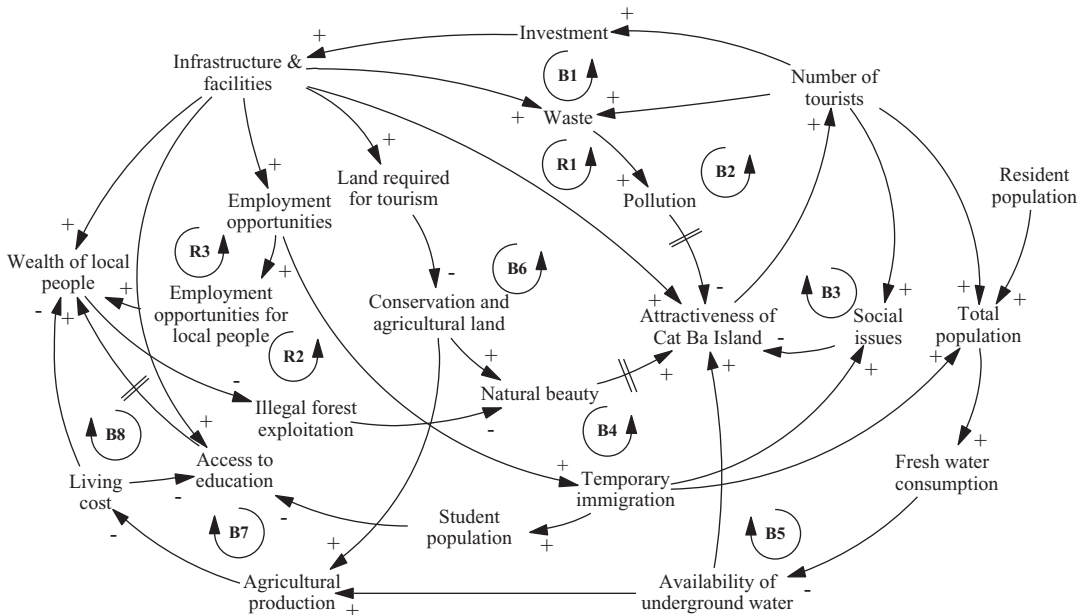 Investment
+
+
Infrastructure &
facilities
B1
Number of
tourists
+
+
Waste
+
R1
B2
+
Land required
for tourism
+
Pollution
Resident
population
+
Employment
opportunities
+
R3
+
Wealth of local
people
+
-
+
Employment
opportunities for
local people
-
B6
Conservation and
agricultural land
-
+
Attractiveness of
Cat Ba Island
+
+
B3
-
+
Social
issues
+
+
+
Total
population
+
R2
+
Natural beauty
-
-
Illegal forest
exploitation
B8
+
Access to
education
-
-
B4
+
Temporary
immigration
+
Fresh water
consumption
Living
cost
-
Student
population
+
B7
B5
+
Agricultural
production
+
Availability of
underground water
-